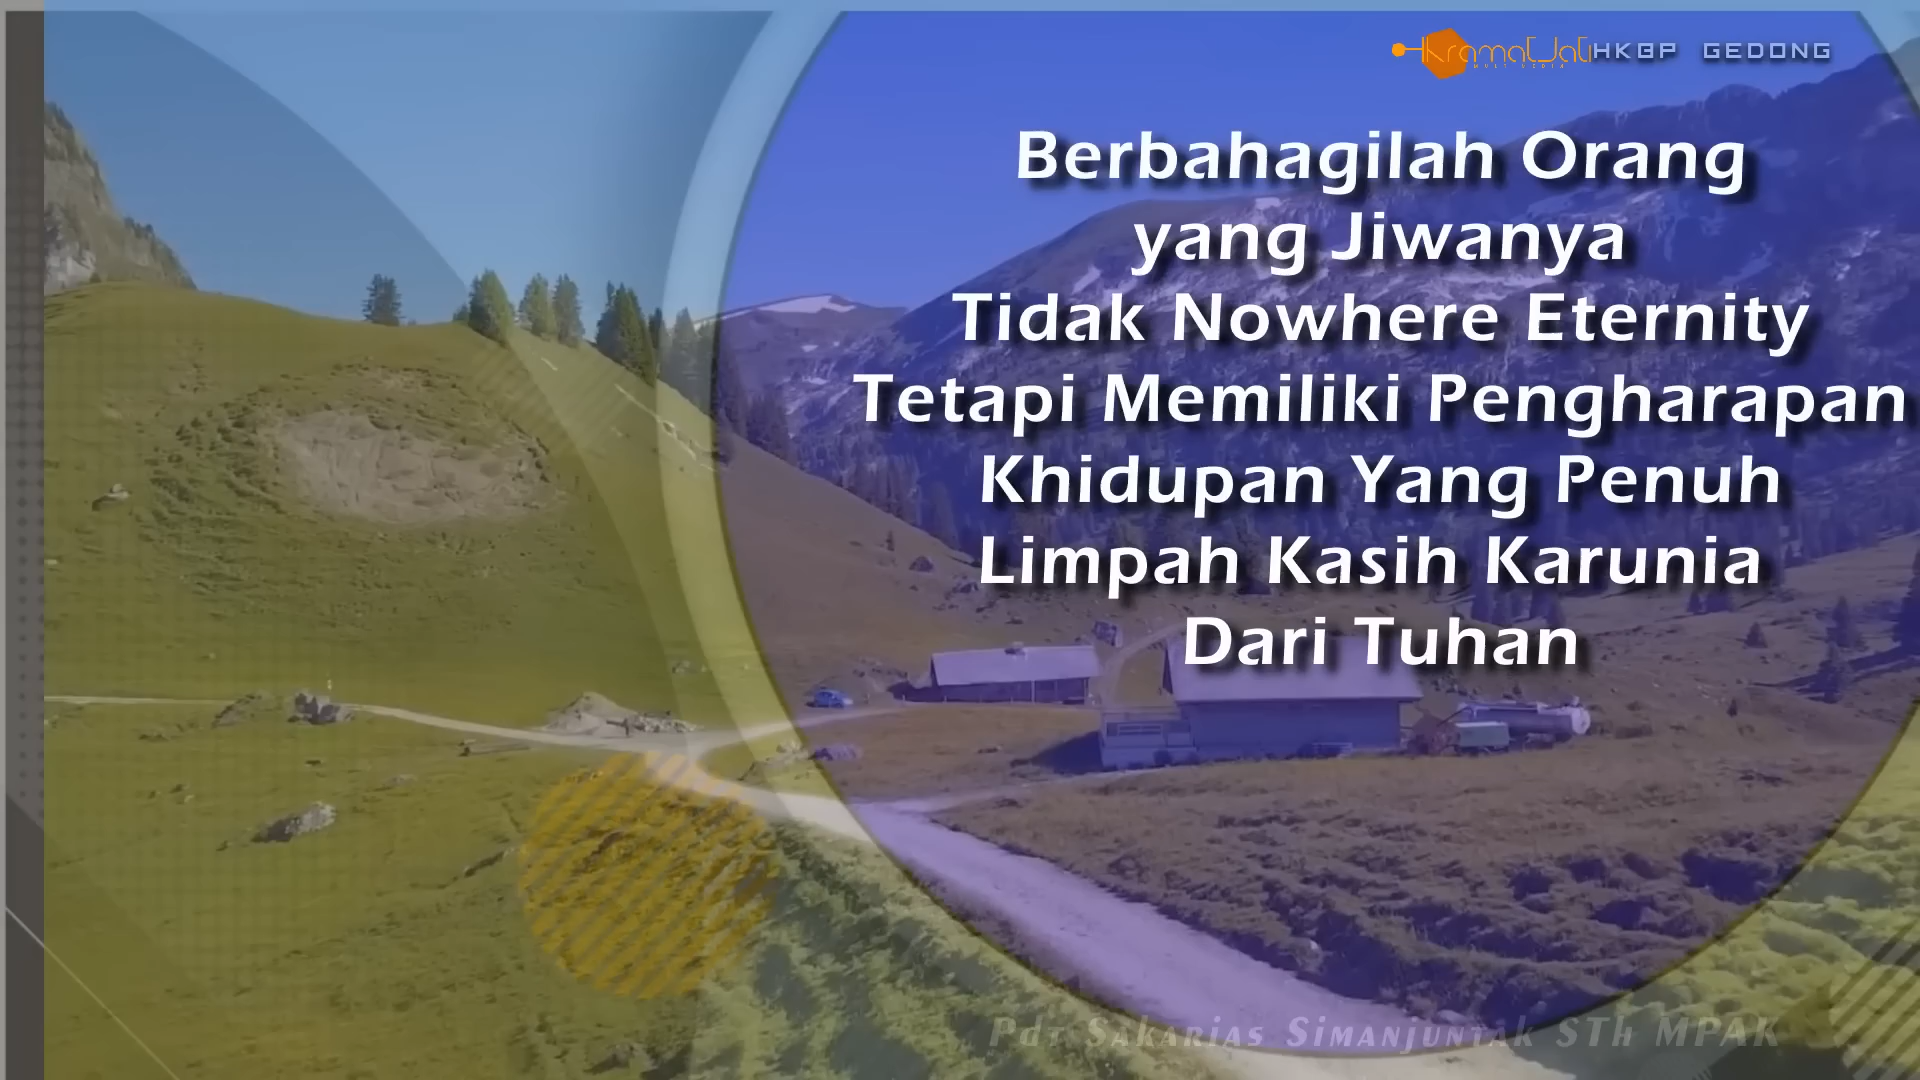 KramatJati HKBP GEDONG
MULTIMEDIA
Berbahagilah Orang
yang Jiwanya
Tidak Nowhere Eternity
Tetapi Memiliki Pengharapan
Khidupan Yang Penuh
Limpah Kasih Karunia
Dari Tuhan
Pdt Sakarias Simanjuntak STh MPAK